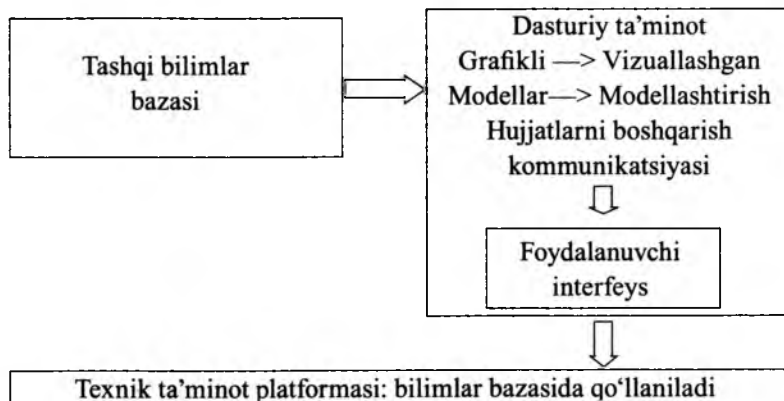 Tashqi bilimlar
bazasi
Dasturiy ta’minot
Grafikli —> Vizuallashgan
Modellar—> Modellashtirish
Hujjatlarni boshqarish
kommunikatsiyasi
Foydalanuvchi
interfeys
Texnik ta’minot platformasi: bilimlar bazasida qo‘llaniladi